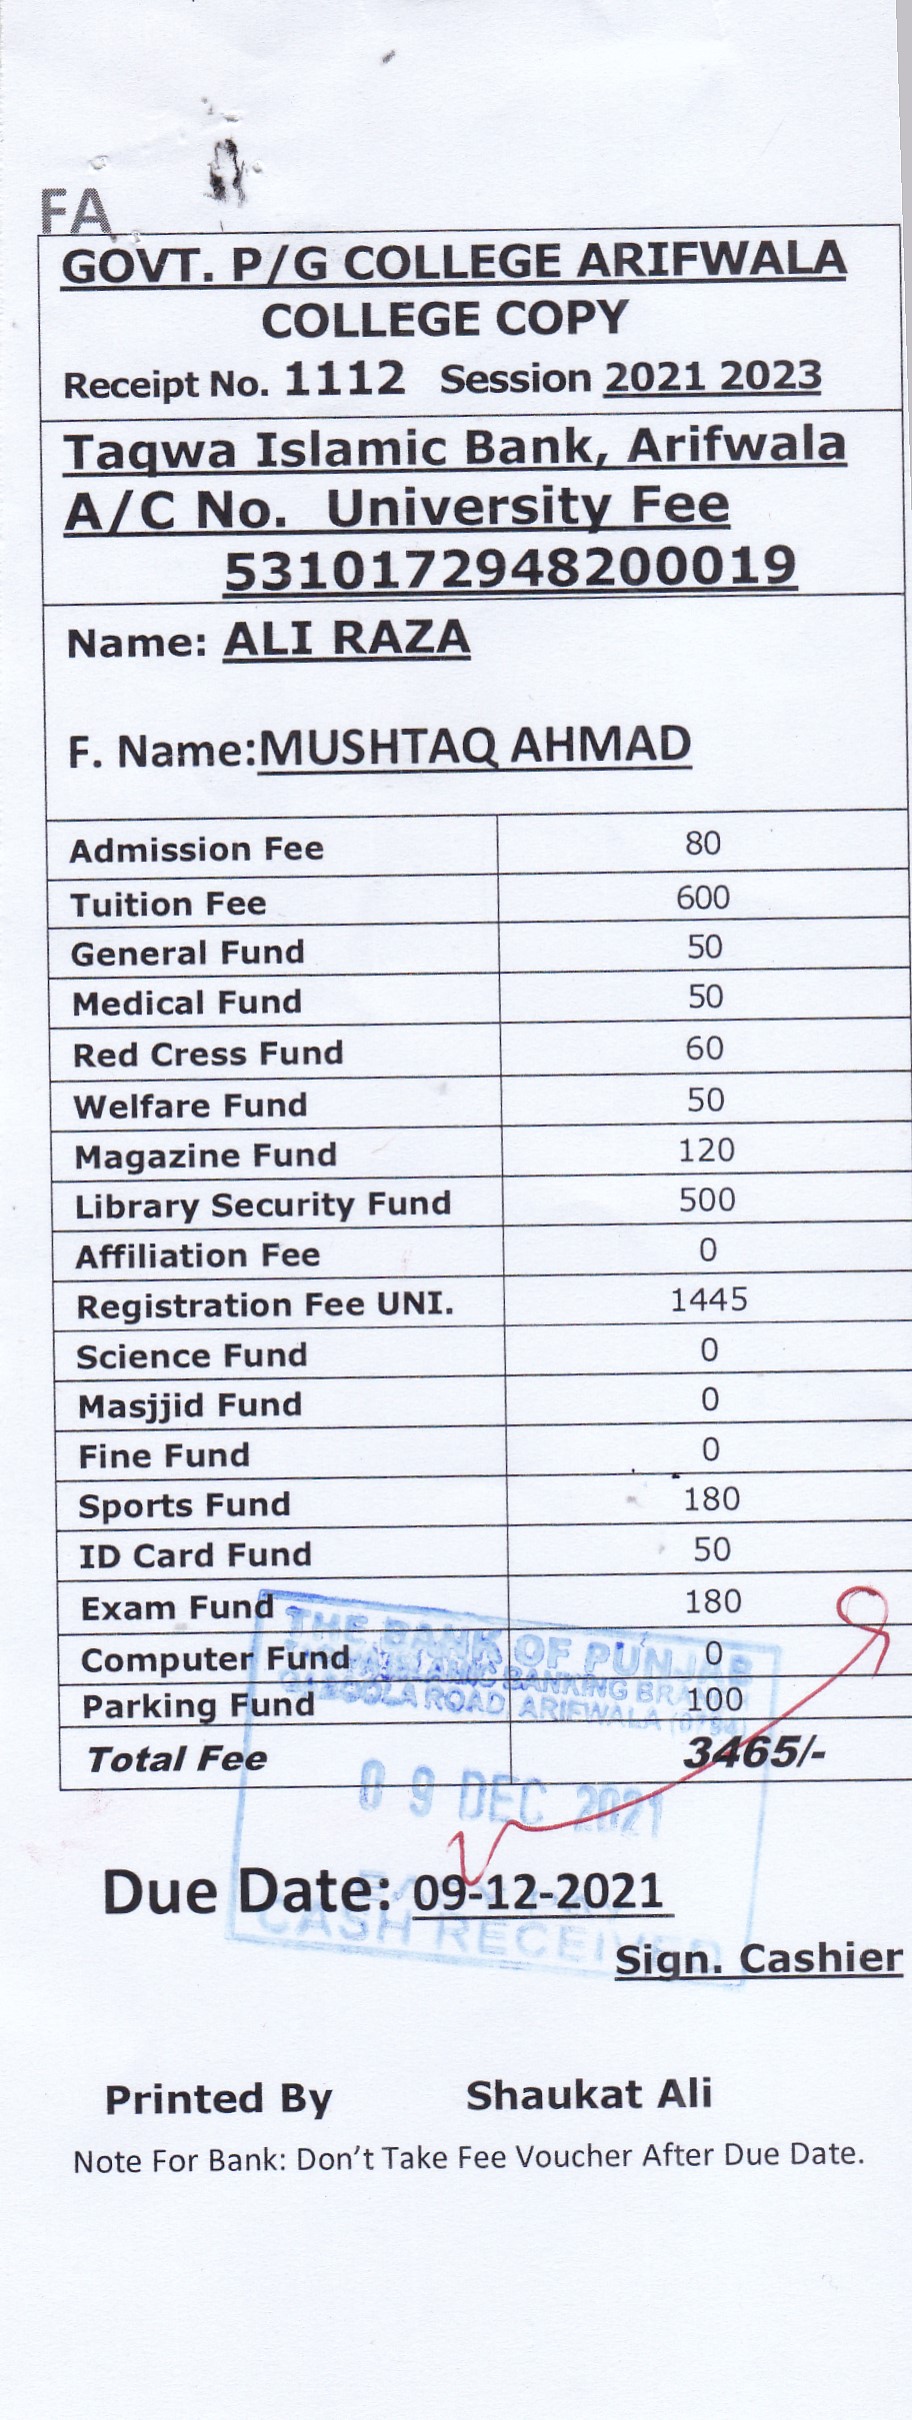 FA
GOVT. P/G COLLEGE ARIFWALA
COLLEGE COPY
Receipt No. 1112 Session 2021 2023
Taqwa Islamic Bank, Arifwala
A/C No. University Fee
5310172948200019
Name: ALI RAZA
F. Name:MUSHTAQ AHMAD
Admission Fee 80
Tuition Fee 600
General Fund 50
Medical Fund 50
Red Cress Fund 60
Welfare Fund 50
Magazine Fund 120
Library Security Fund 500
Affiliation Fee 0
Registration Fee UNI. 1445
Science Fund 0
Masjjid Fund 0
Fine Fund 0
Sports Fund 180
ID Card Fund 50
Exam Fund 180
THE BANK OF PUNJAB
Computer Fund 0
BANKING BRANCH
ROAD, ARIFWALA
Parking Fund 100
Total Fee 3465/-
09 DEC 2021
Due Date: 09-12-2021
CASH RECEIVED
Sign. Cashier
Printed By Shaukat Ali
Note For Bank: Don't Take Fee Voucher After Due Date.